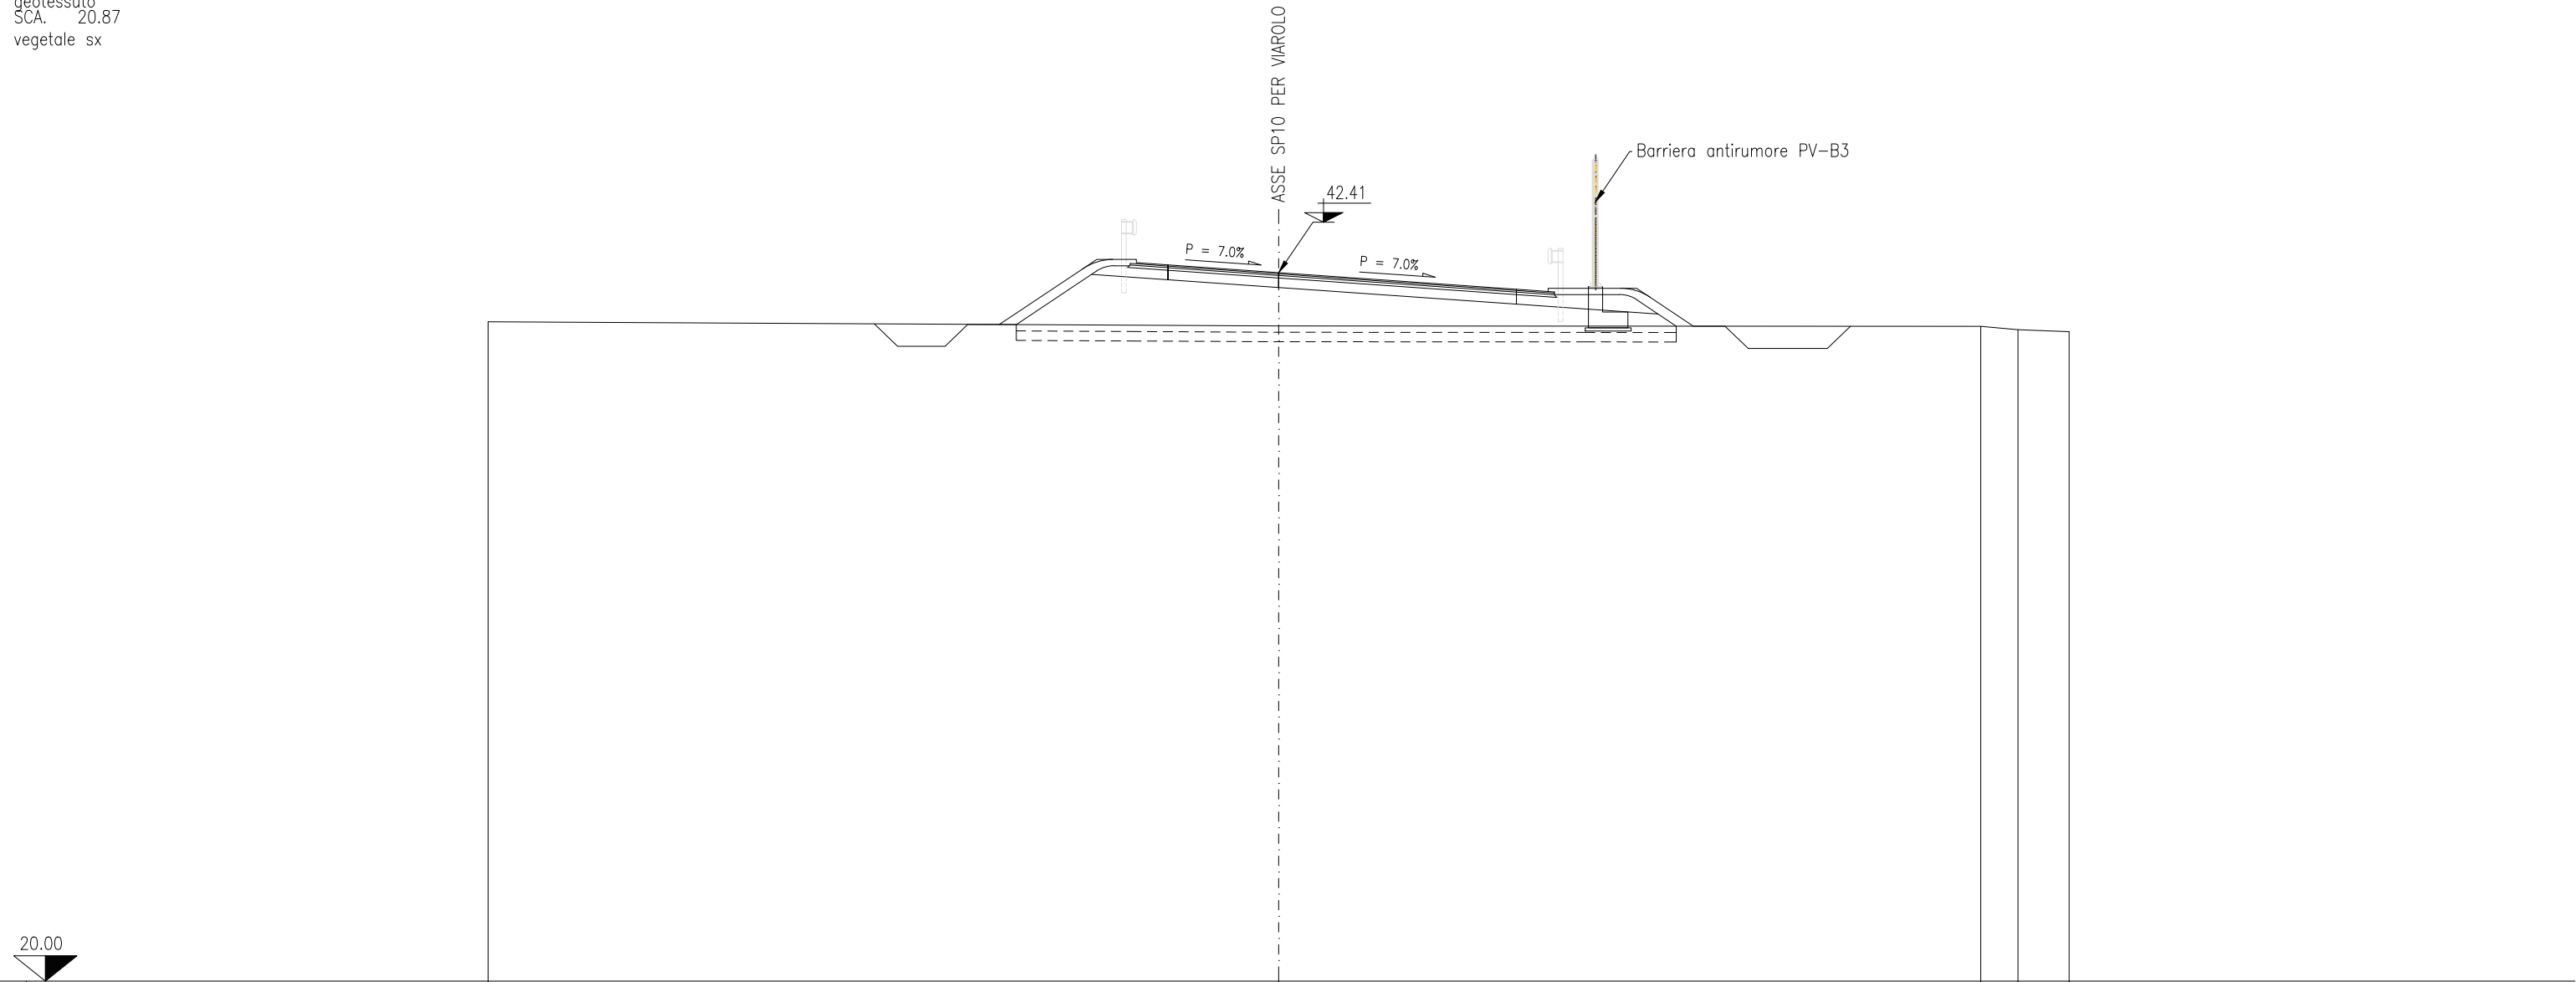 geotessuto
SCA. 20.87
vegetale sx
ASSE SP10 PER VIAROLO
Barriera antirumore PV-B3
42.41
P = 7.0%
P = 7.0%
20.00